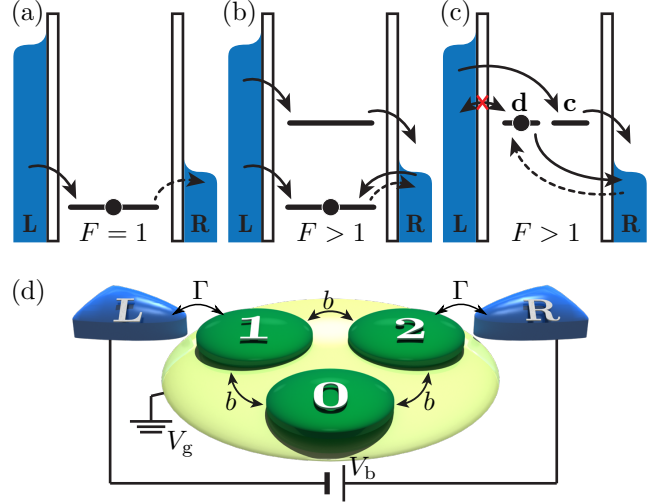 (a)
L
F = 1
R
(b)
L
F > 1
R
(c)
d c
L
F > 1
R
(d)
L Γ 1 b 2 Γ R
b 0 b
V_g
V_b